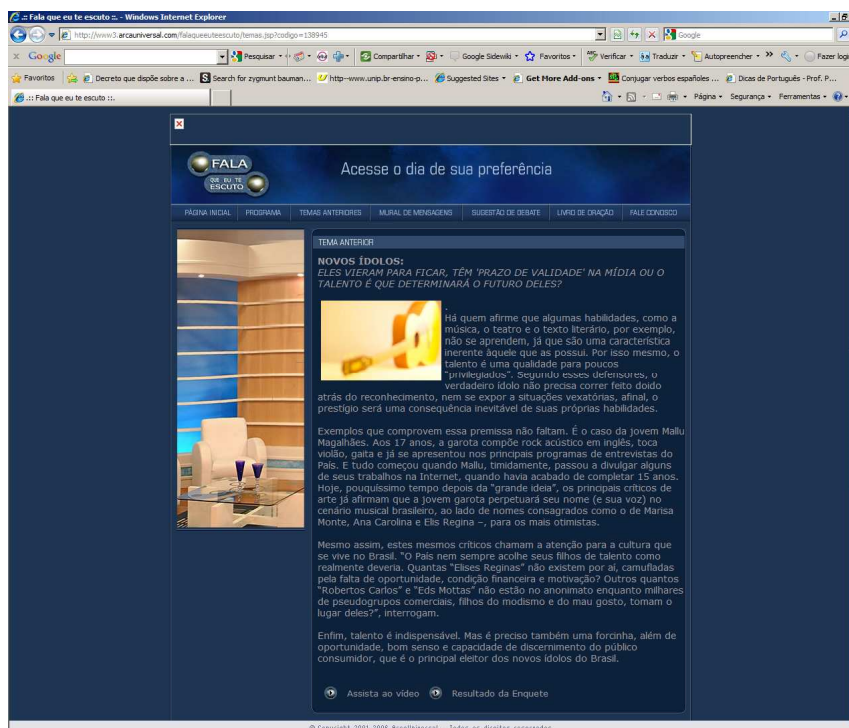 .:: Fala que eu te escuto ::. - Windows Internet Explorer
http://www3.arcauniversal.com/falaqueeuteescuto/temas.jsp?codigo=138945
Google
Google
Pesquisar
Compartilhar
Google Sidewiki
Favoritos
Verificar
Traduzir
Autopreencher
Fazer logi
Favoritos
Decreto que dispõe sobre a ...
Search for zygmunt bauman...
http--www.unip.br-ensino-p...
Suggested Sites
Get More Add-ons
Conjugar verbos españoles ...
Dicas de Português - Prof. P...
.:: Fala que eu te escuto ::.
Página
Segurança
Ferramentas
FALA
QUE EU TE
ESCUTO
Acesse o dia de sua preferência
PÁGINA INICIAL
PROGRAMA
TEMAS ANTERIORES
MURAL DE MENSAGENS
SUGESTÃO DE DEBATE
LIVRO DE ORAÇÃO
FALE CONOSCO
TEMA ANTERIOR
NOVOS ÍDOLOS:
ELES VIERAM PARA FICAR, TÊM 'PRAZO DE VALIDADE' NA MÍDIA OU O
TALENTO É QUE DETERMINARÁ O FUTURO DELES?
.
Há quem afirme que algumas habilidades, como a
música, o teatro e o texto literário, por exemplo,
não se aprendem, já que são uma característica
inerente àquele que as possui. Por isso mesmo, o
talento é uma qualidade para poucos
"privilegiados". Segundo esses defensores, o
verdadeiro ídolo não precisa correr feito doido
atrás do reconhecimento, nem se expor a situações vexatórias, afinal, o
prestígio será uma consequência inevitável de suas próprias habilidades.
Exemplos que comprovem essa premissa não faltam. É o caso da jovem Mallu
Magalhães. Aos 17 anos, a garota compõe rock acústico em inglês, toca
violão, gaita e já se apresentou nos principais programas de entrevistas do
País. E tudo começou quando Mallu, timidamente, passou a divulgar alguns
de seus trabalhos na Internet, quando havia acabado de completar 15 anos.
Hoje, pouquíssimo tempo depois da "grande ideia", os principais críticos de
arte já afirmam que a jovem garota perpetuará seu nome (e sua voz) no
cenário musical brasileiro, ao lado de nomes consagrados como o de Marisa
Monte, Ana Carolina e Elis Regina –, para os mais otimistas.
Mesmo assim, estes mesmos críticos chamam a atenção para a cultura que
se vive no Brasil. "O País nem sempre acolhe seus filhos de talento como
realmente deveria. Quantas "Elises Reginas" não existem por aí, camufladas
pela falta de oportunidade, condição financeira e motivação? Outros quantos
"Robertos Carlos" e "Eds Mottas" não estão no anonimato enquanto milhares
de pseudogrupos comerciais, filhos do modismo e do mau gosto, tomam o
lugar deles?", interrogam.
Enfim, talento é indispensável. Mas é preciso também uma forcinha, além de
oportunidade, bom senso e capacidade de discernimento do público
consumidor, que é o principal eleitor dos novos ídolos do Brasil.
Assista ao vídeo
Resultado da Enquete